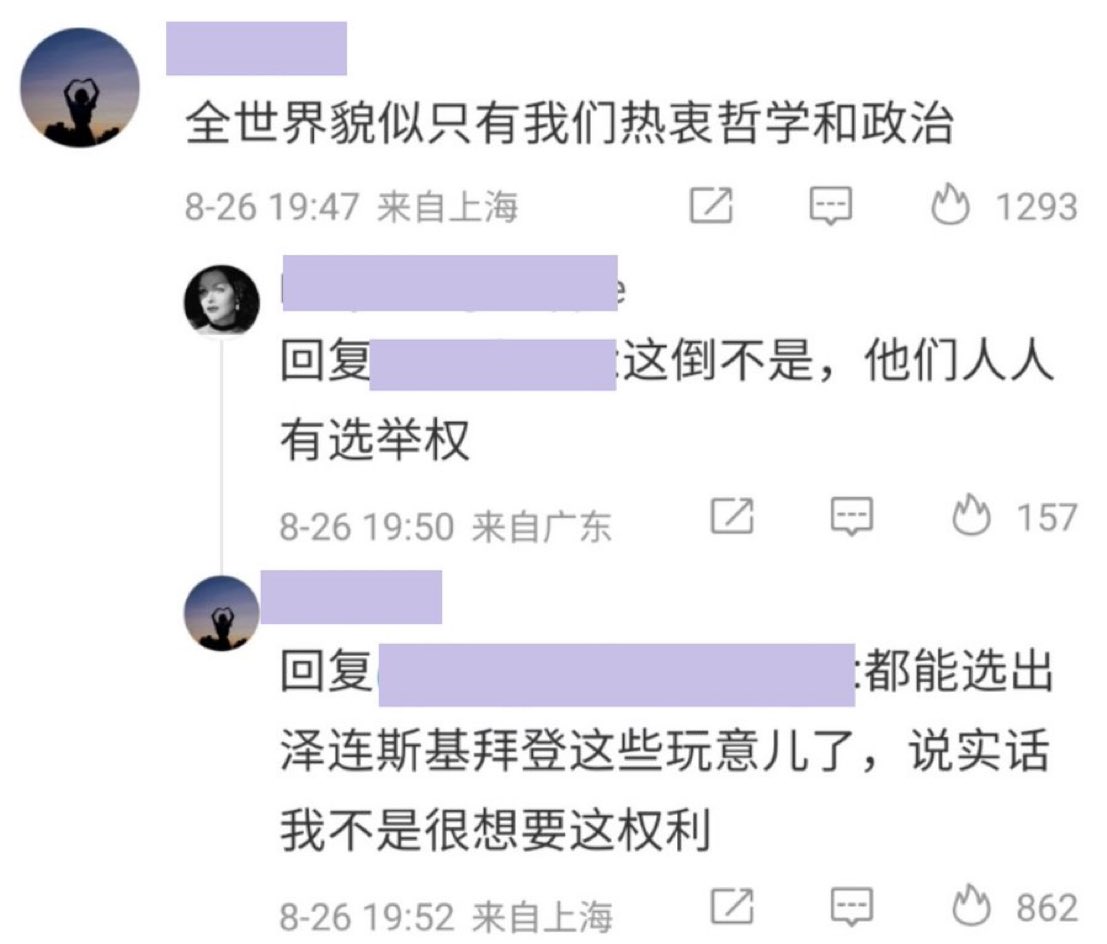 全世界貌似只有我们热衷哲学和政治
8-26 19:47 来自上海 1293
回复 :这倒不是，他们人人
有选举权
8-26 19:50 来自广东 157
回复 :都能选出
泽连斯基拜登这些玩意儿了，说实话
我不是很想要这权利
8-26 19:52 来自上海 862